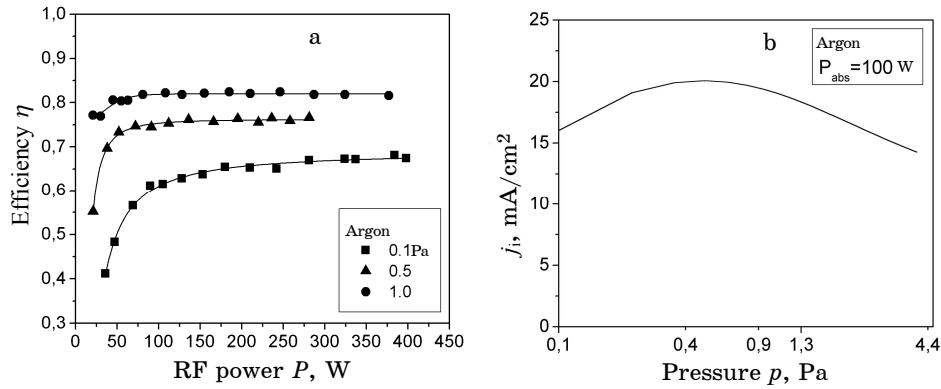 a
Efficiency η
1,0
0,9
0,8
0,7
0,6
0,5
0,4
0,3
Argon
0.1Pa
0.5
1.0
0 50 100 150 200 250 300 350 400 450
RF power P, W
b
Argon
P_abs=100 W
j_i, mA/cm²
25
20
15
10
5
0
0,1 0,4 0,9 1,3 4,4
Pressure p, Pa